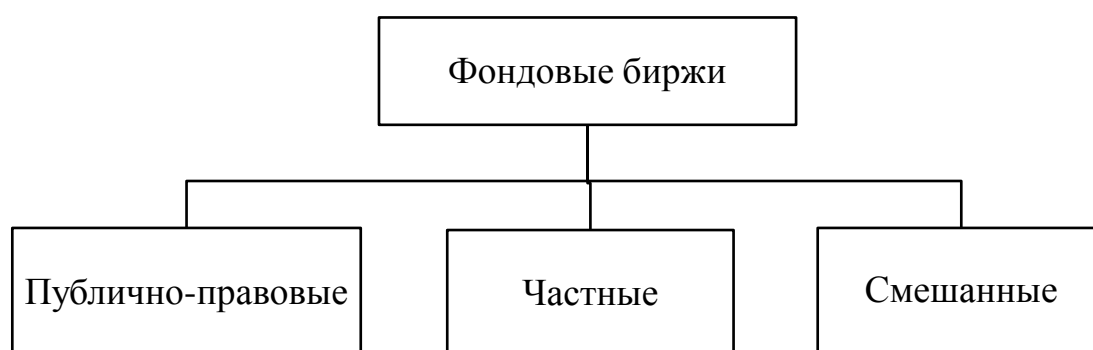 Фондовые биржи
Публично-правовые
Частные
Смешанные